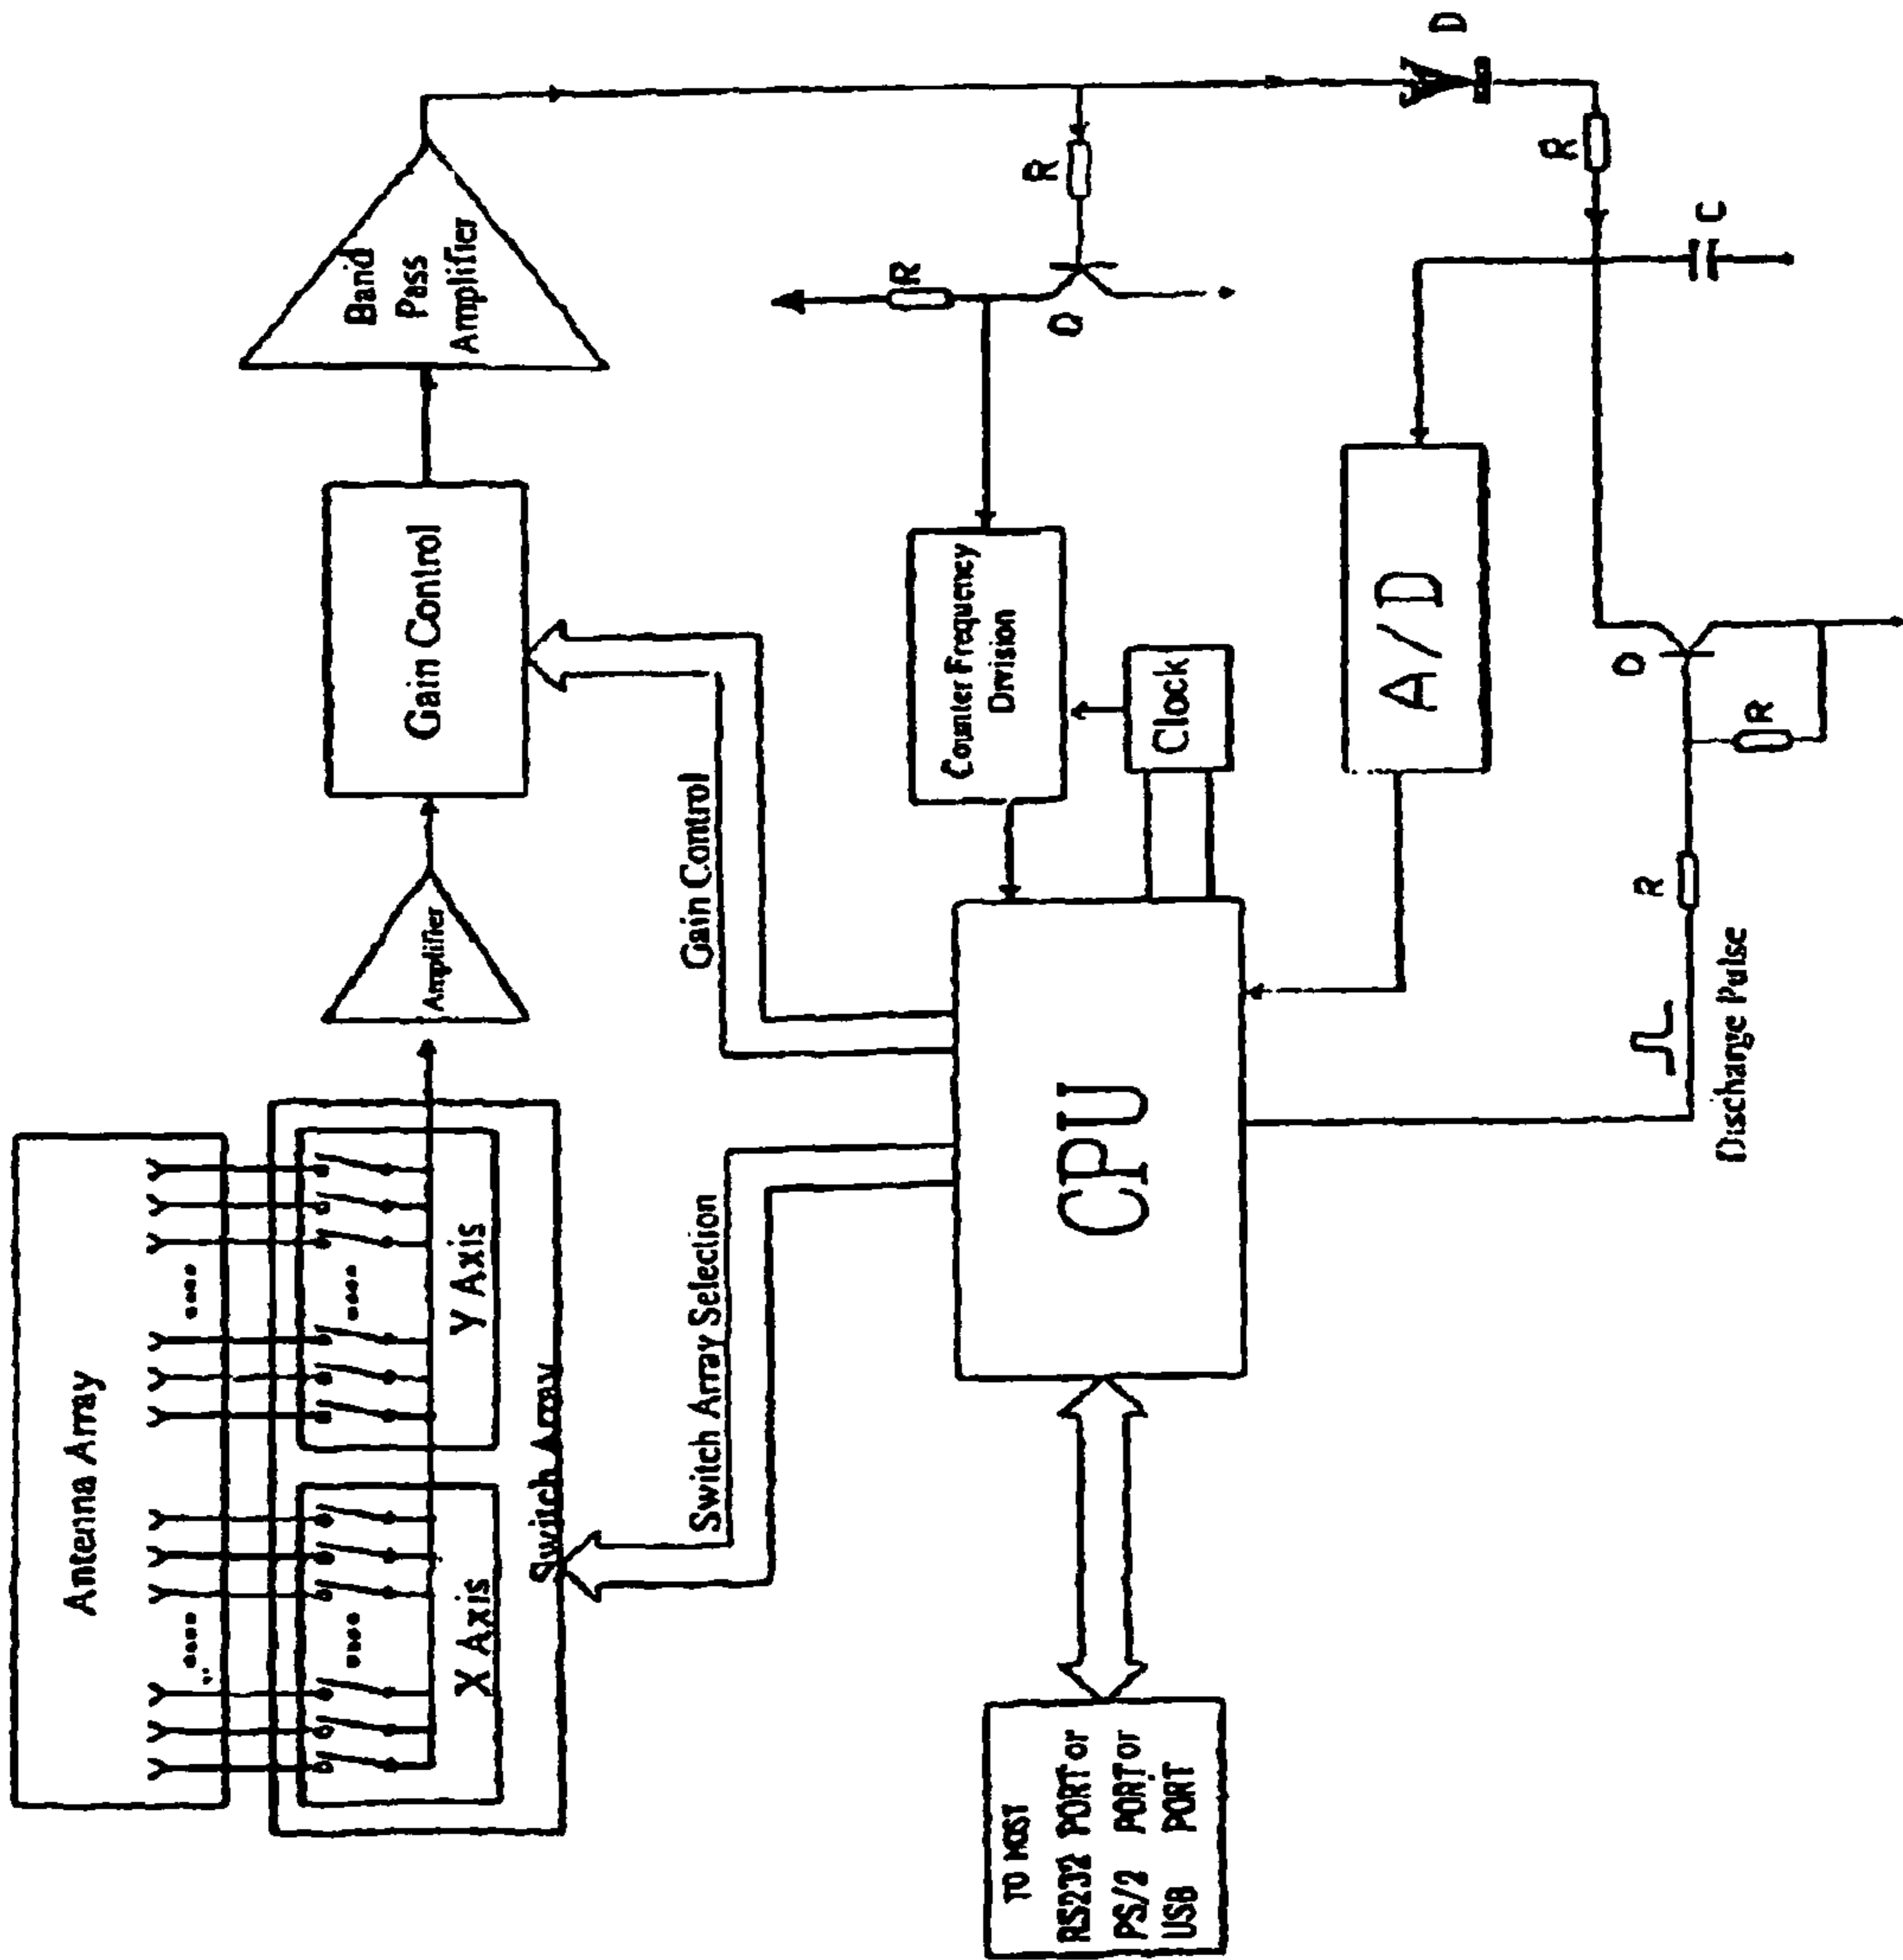 Antenna Array
X Axis
Y Axis
Switch Array
Amplifier
Gain Control
Band
Pass
Amplifier
Switch Array Selection
Gain Control
R
R
Q
Counter Frequency
Division
Clock
CPU
A/D
D
R
C
Q
R
R
Discharge Pulse
TO HOST
RS232 PORT or
PS/2 PORT or
USB PORT